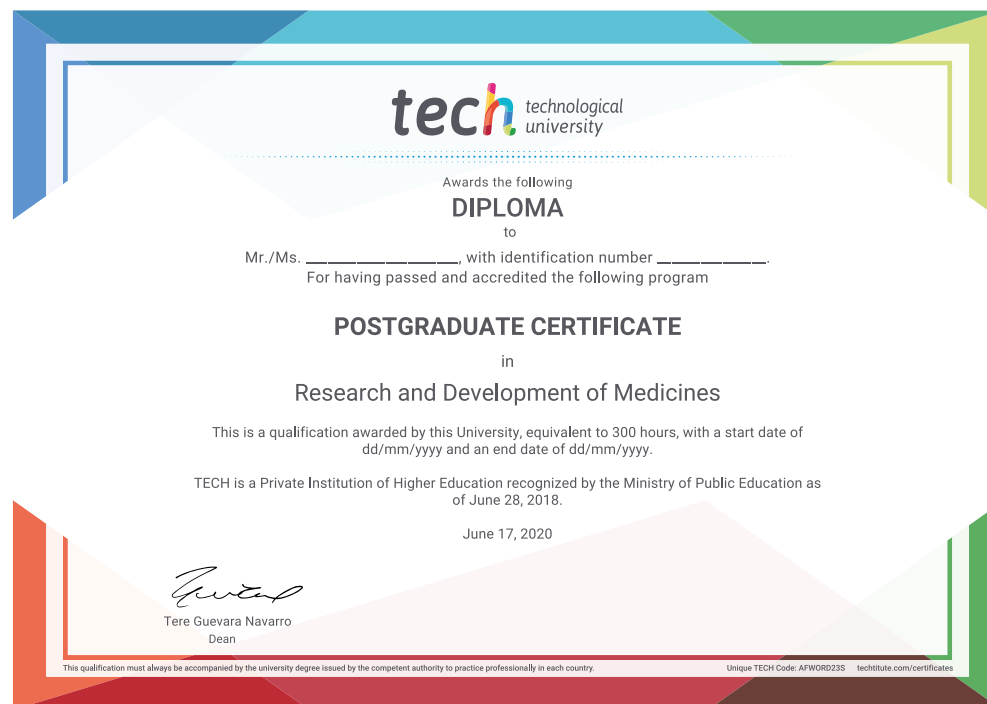 tech technological
university
Awards the following
DIPLOMA
to
Mr./Ms. __________________, with identification number _____________.
For having passed and accredited the following program
POSTGRADUATE CERTIFICATE
in
Research and Development of Medicines
This is a qualification awarded by this University, equivalent to 300 hours, with a start date of
dd/mm/yyyy and an end date of dd/mm/yyyy.
TECH is a Private Institution of Higher Education recognized by the Ministry of Public Education as
of June 28, 2018.
June 17, 2020
Tere Guevara Navarro
Dean
This qualification must always be accompanied by the university degree issued by the competent authority to practice professionally in each country. Unique TECH Code: AFWORD23S techtitute.com/certificates